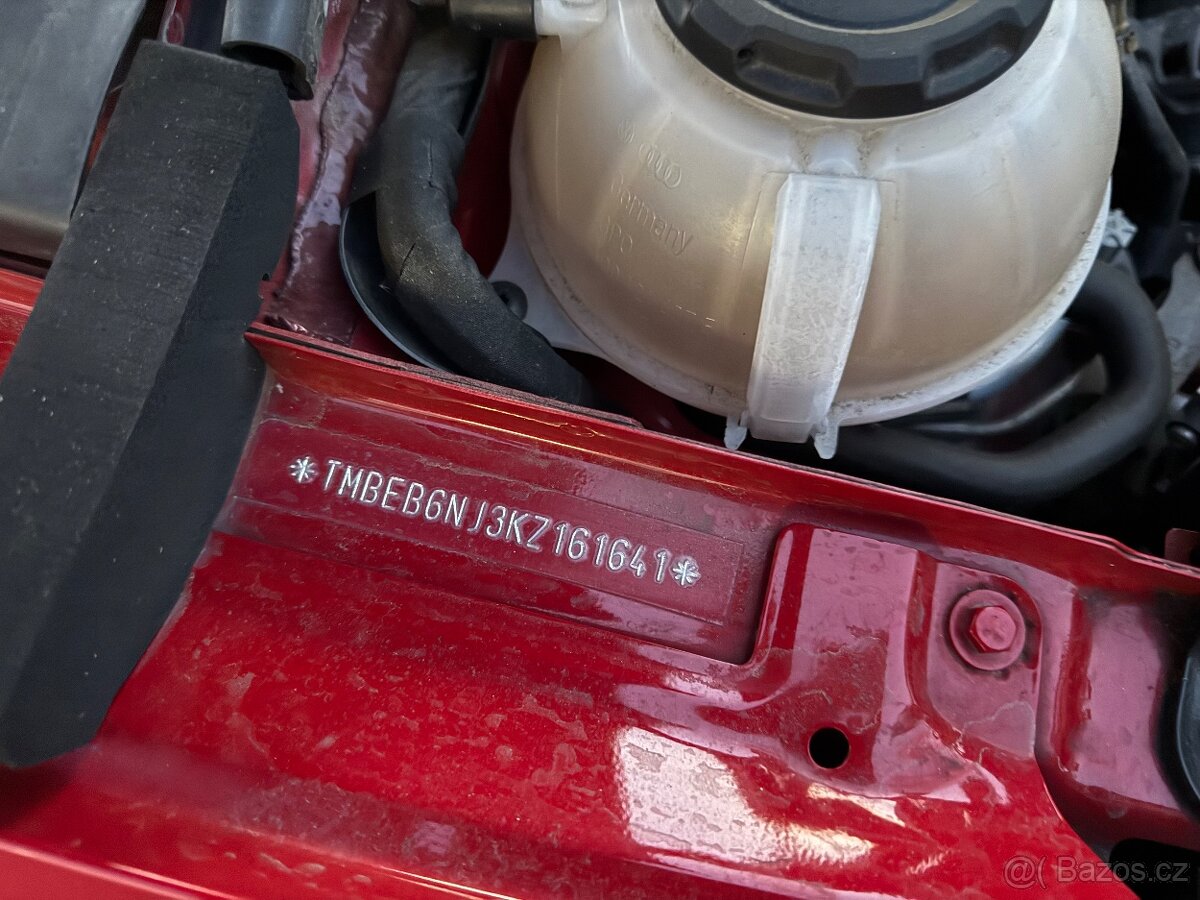 Germany
*TMBEB6NJ3KZ161641*
@( Bazos.cz